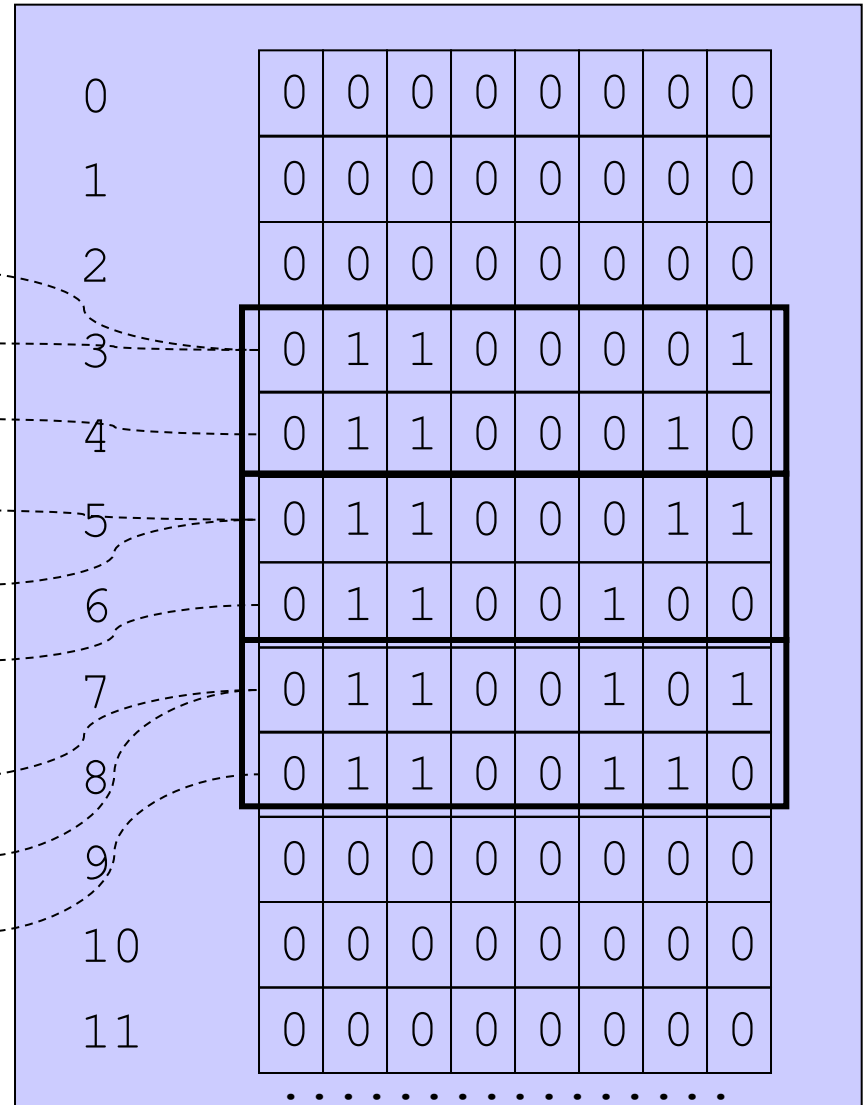 0 0 0 0 0 0 0 0 0
1 0 0 0 0 0 0 0 0
2 0 0 0 0 0 0 0 0
3 0 1 1 0 0 0 0 1
4 0 1 1 0 0 0 1 0
5 0 1 1 0 0 0 1 1
6 0 1 1 0 0 1 0 0
7 0 1 1 0 0 1 0 1
8 0 1 1 0 0 1 1 0
9 0 0 0 0 0 0 0 0
10 0 0 0 0 0 0 0 0
11 0 0 0 0 0 0 0 0
. . . . . . . . . . . . . . . .